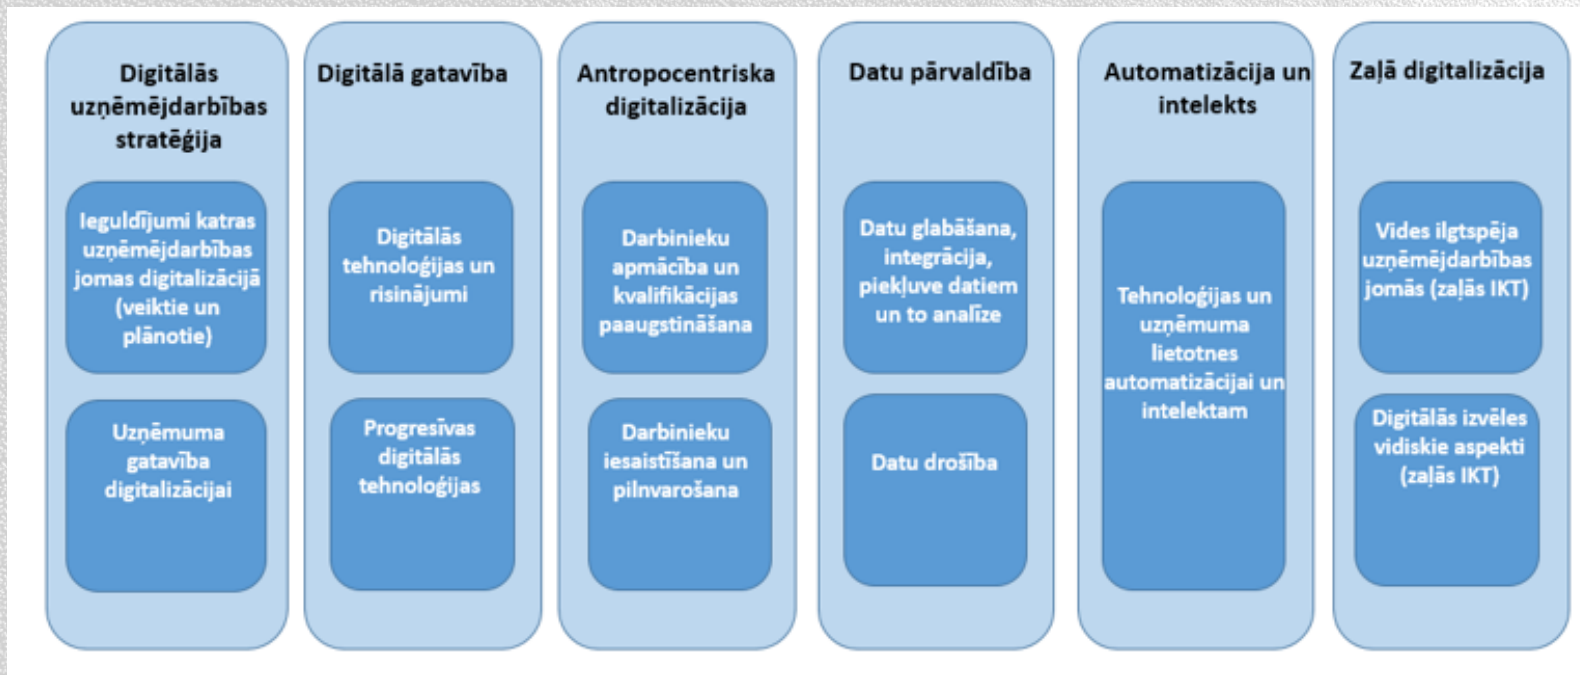 Digitālās
uzņēmējdarbības
stratēģija
Ieguldījumi katras
uzņēmējdarbības
jomas digitalizācijā
(veiktie un
plānotie)
Uzņēmuma
gatavība
digitalizācijai
Digitālā gatavība
Digitālās
tehnoloģijas un
risinājumi
Progresīvas
digitālās
tehnoloģijas
Antropocentriska
digitalizācija
Darbinieku
apmācība un
kvalifikācijas
paaugstināšana
Darbinieku
iesaistīšana un
pilnvarošana
Datu pārvaldība
Datu glabāšana,
integrācija,
piekļuve datiem
un to analīze
Datu drošība
Automatizācija un
intelekts
Tehnoloģijas un
uzņēmuma
lietotnes
automatizācijai un
intelektam
Zaļā digitalizācija
Vides ilgtspēja
uzņēmējdarbības
jomās (zaļās IKT)
Digitālās izvēles
vidiskie aspekti
(zaļās IKT)